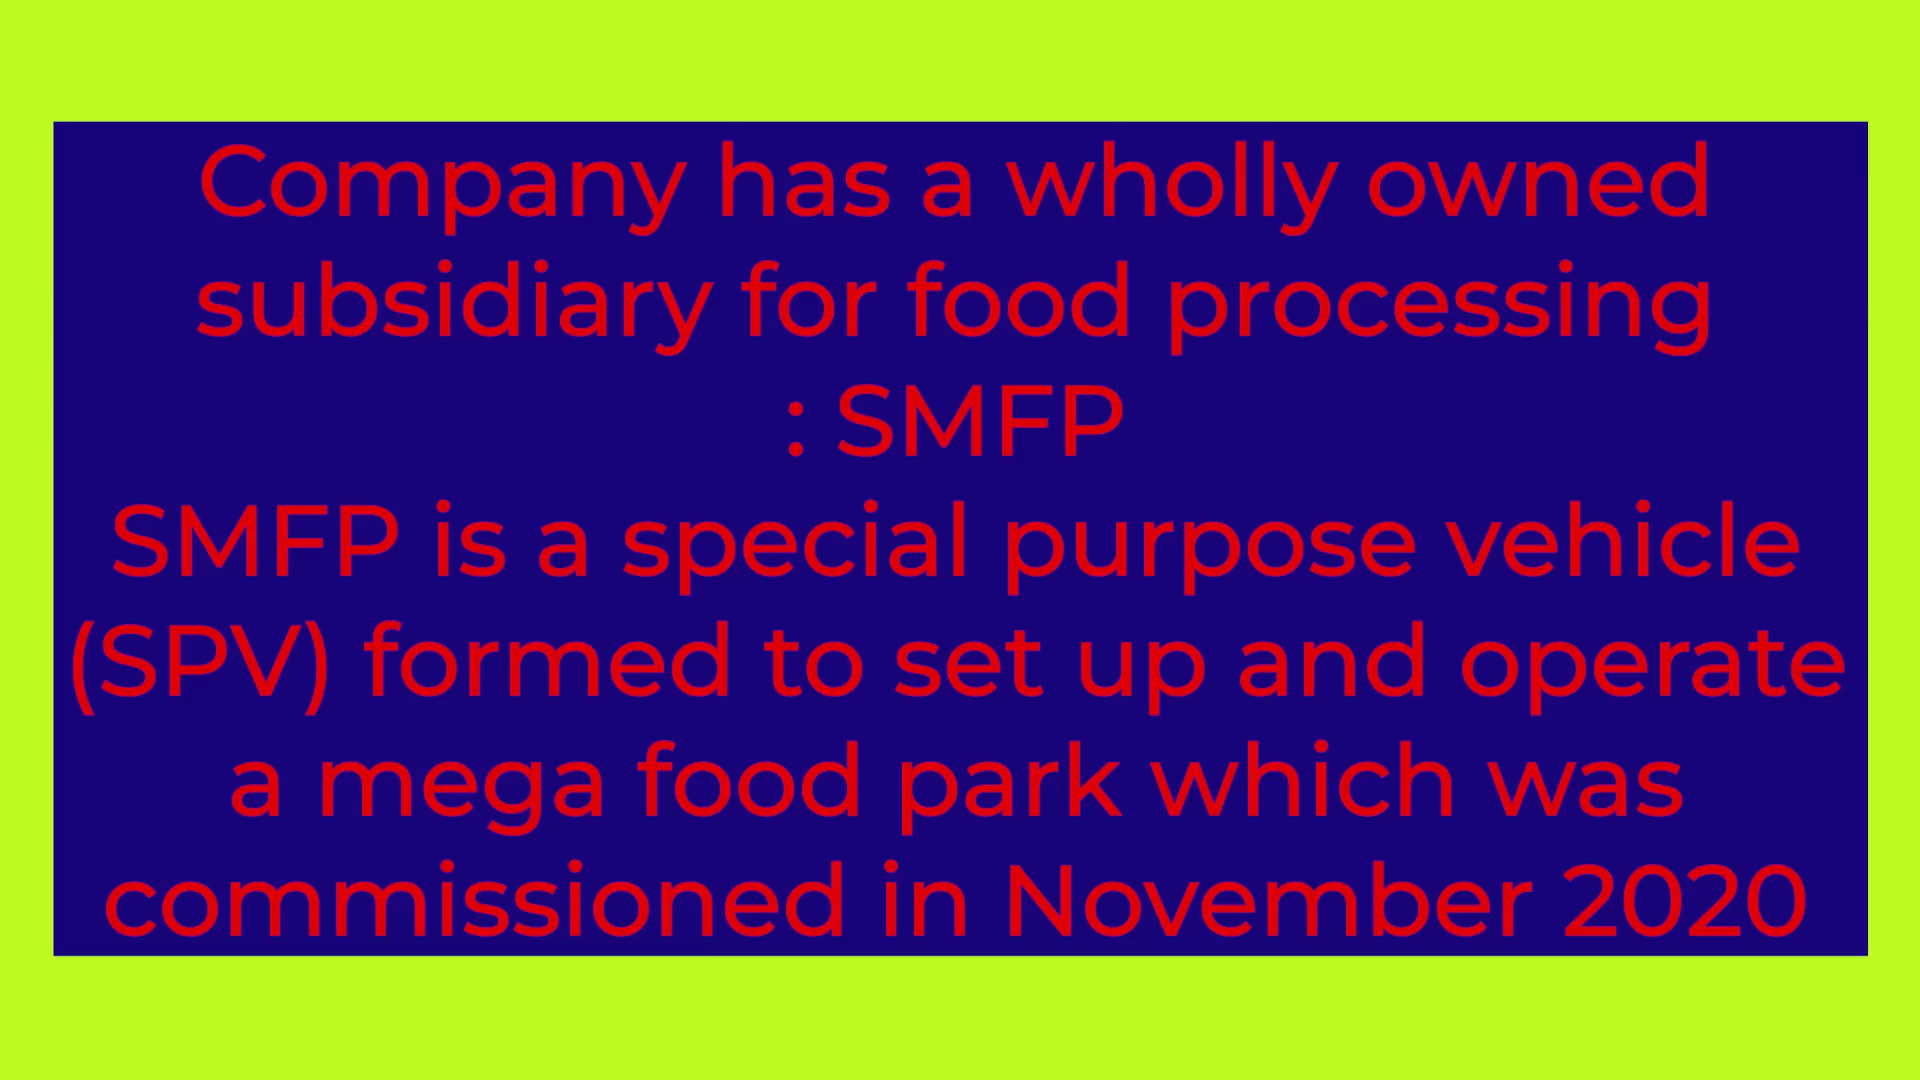 Company has a wholly owned
subsidiary for food processing
: SMFP
SMFP is a special purpose vehicle
(SPV) formed to set up and operate
a mega food park which was
commissioned in November 2020